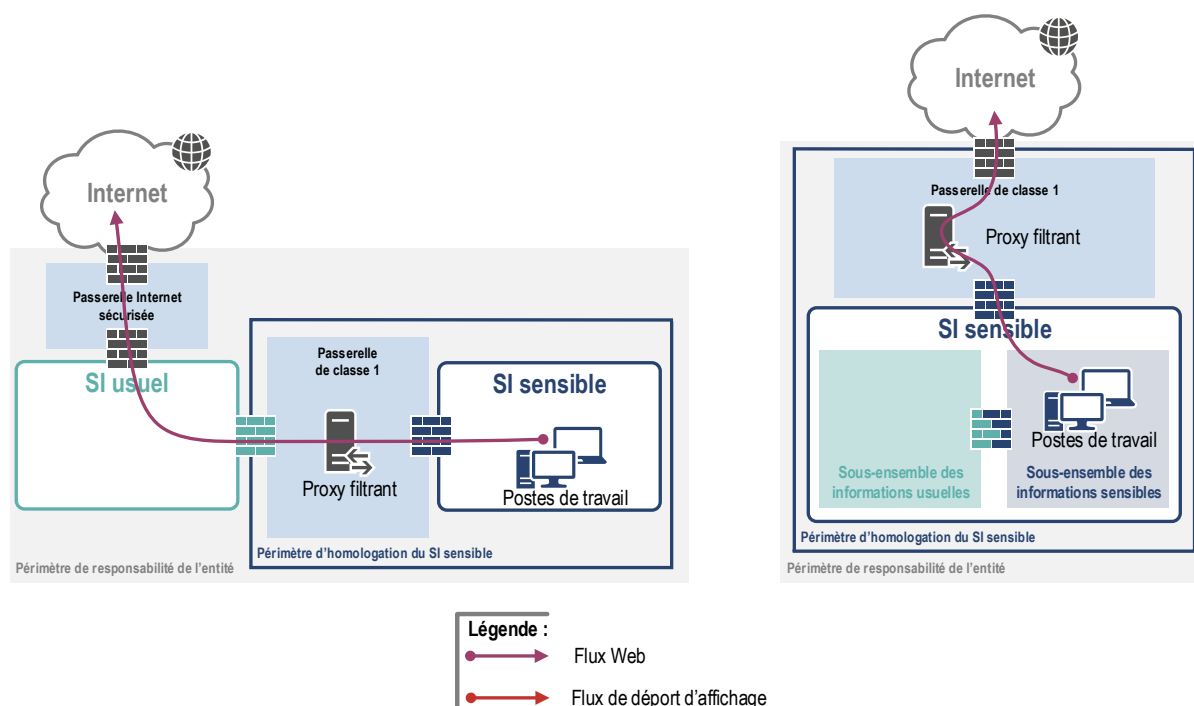 Internet
Passerelle Internet
sécurisée
SI usuel
Passerelle
de classe 1
Proxy filtrant
SI sensible
Postes de travail
Périmètre d'homologation du SI sensible
Périmètre de responsabilité de l'entité
Internet
Passerelle de classe 1
Proxy filtrant
SI sensible
Postes de travail
Sous-ensemble des
informations usuelles
Sous-ensemble des
informations sensibles
Périmètre d'homologation du SI sensible
Périmètre de responsabilité de l'entité
Légende :
Flux Web
Flux de déport d'affichage